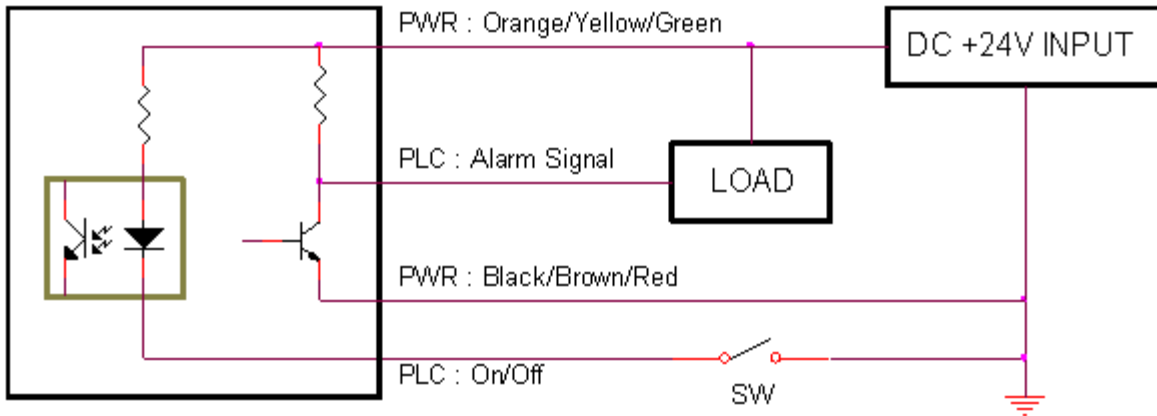 PWR : Orange/Yellow/Green
DC +24V INPUT
PLC : Alarm Signal
LOAD
PWR : Black/Brown/Red
PLC : On/Off
SW